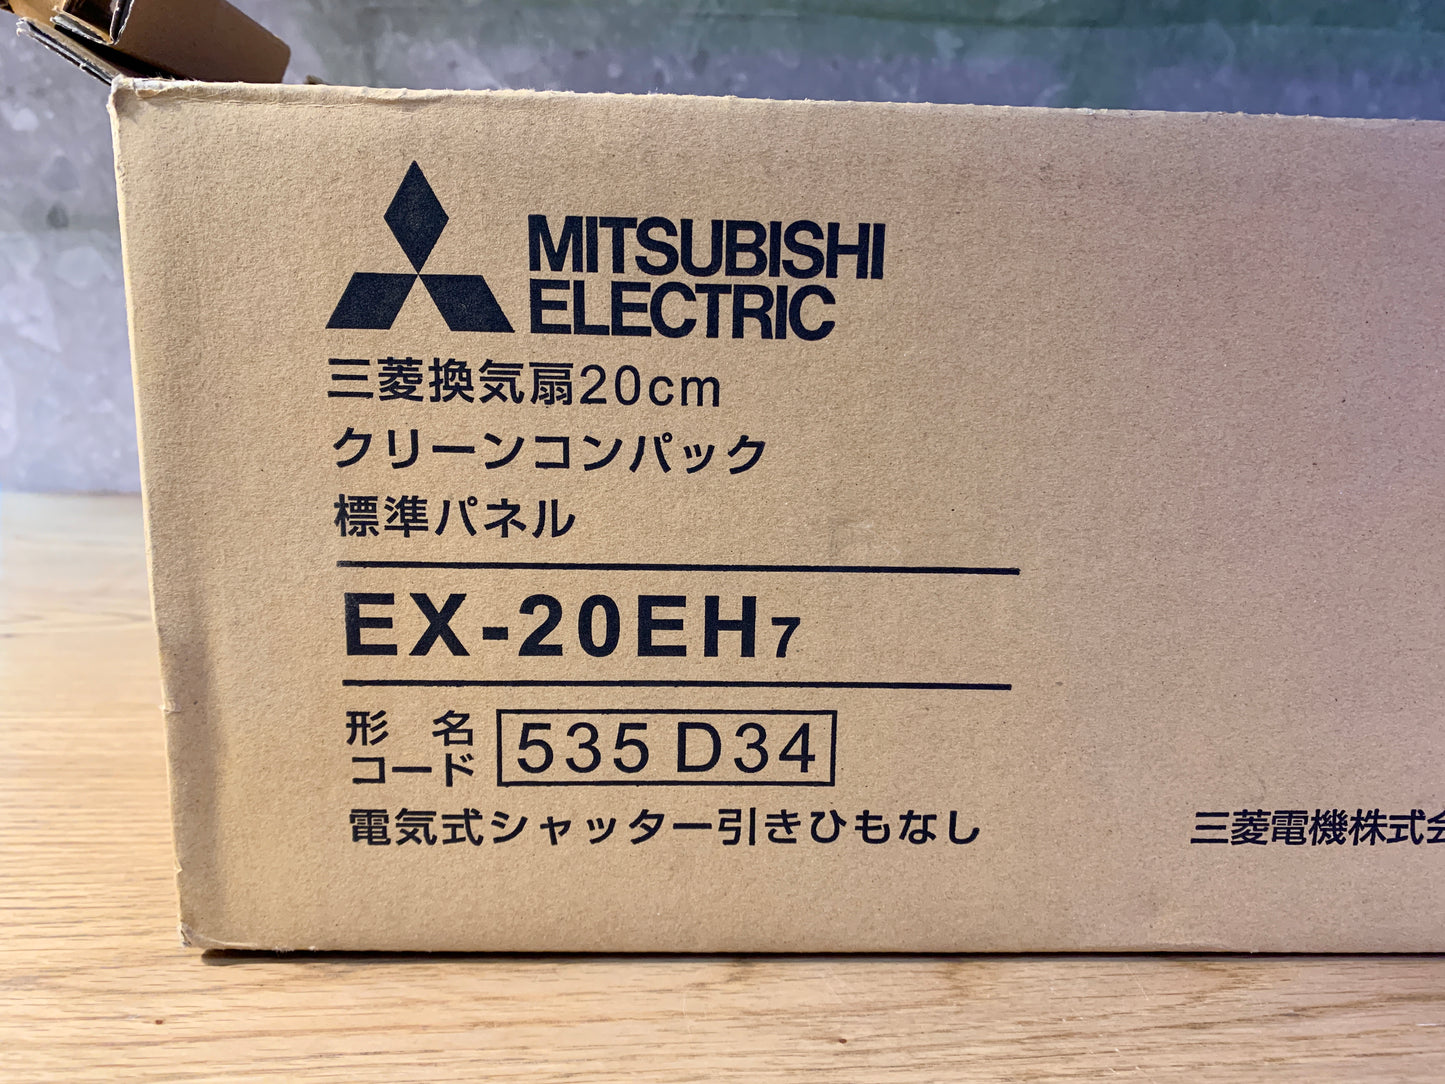 MITSUBISHI
ELECTRIC
三菱換気扇20cm
クリーンコンパック
標準パネル
EX-20EH7
形名
コード 535 D34
電気式シャッター引きひもなし
三菱電機株式会